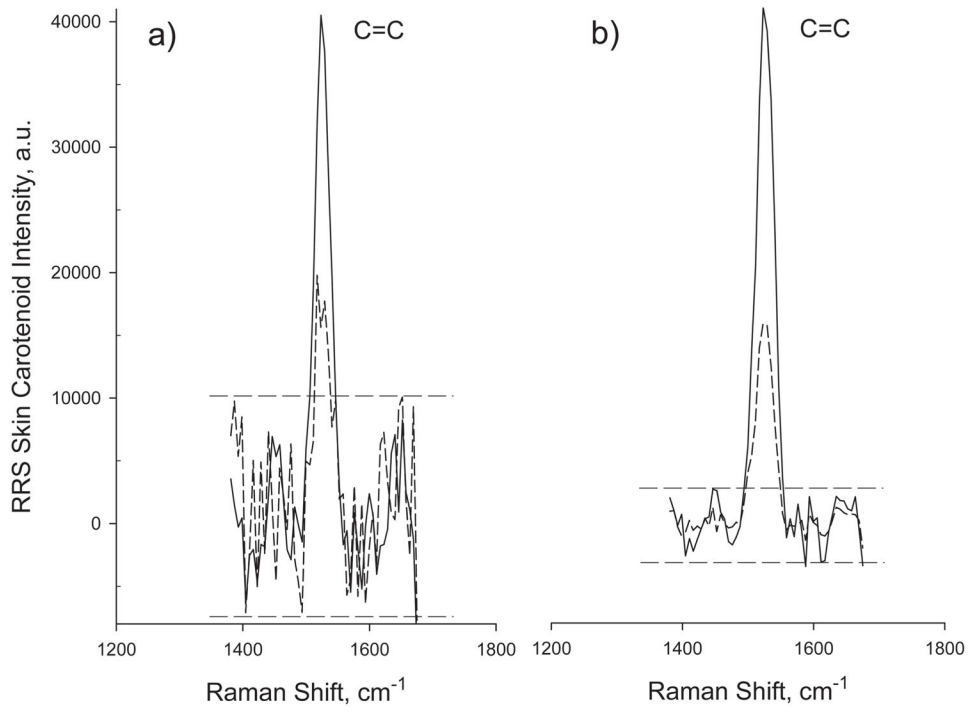 a)
C=C
b)
C=C
RRS Skin Carotenoid Intensity, a.u.
40000
30000
20000
10000
0
1200
1400
1600
1800
1200
1400
1600
1800
Raman Shift, cm⁻¹
Raman Shift, cm⁻¹